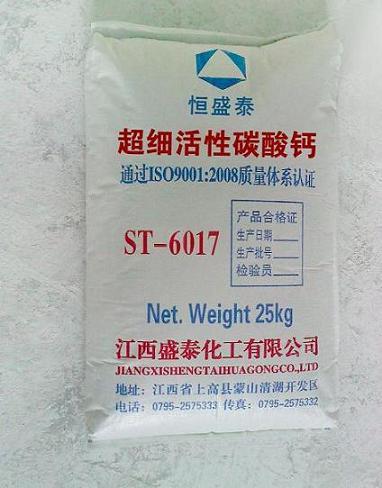 恒盛泰
超细活性碳酸钙
通过ISO9001:2008质量体系认证
ST-6017
产品合格证
生产日期
生产批号
检验员
Net. Weight 25kg
江西盛泰化工有限公司
JIANGXISHENGTAIHUAGONGCO.,LTD
地址：江西省上高县蒙山清湖开发区
电话：0795-2575333 传真：0795-2575332